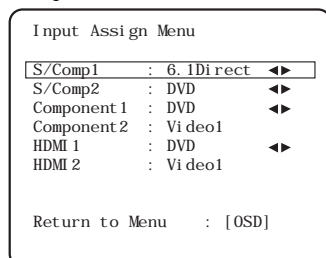 Input Assign Menu
S/Comp1 : 6.1Direct ◄►
S/Comp2 : DVD ◄►
Component1 : DVD ◄►
Component2 : Video1
HDMI1 : DVD ◄►
HDMI2 : Video1
Return to Menu : [OSD]